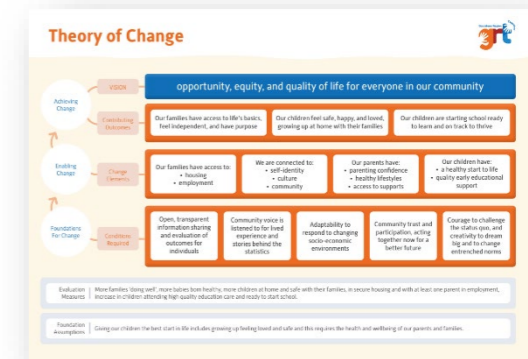 Theory of Change
grt
VISION
opportunity, equity, and quality of life for everyone in our community
Achieving
Change
Contributing
Outcomes
Our families have access to life's basics,
feel independent, and have purpose
Our children feel safe, happy, and loved,
growing up at home with their families
Our children are starting school ready
to learn and on track to thrive
Enabling
Change
Change
Our families have access to:
• housing
• employment
We are connected to:
• self-identity
• culture
• community
Our parents have:
• parenting confidence
• healthy lifestyles
• access to supports
Our children have:
• a healthy start to life
• quality early educational
support
Foundations
For Change
Conditions
Required
Open, transparent
information sharing
and evaluation of
outcomes for
individuals
Community voice is
listened to for lived
experience and
stories behind the
statistics
Adaptability to
respond to changing
socio-economic
environments
Community trust and
participation, acting
together now for a
better future
Courage to challenge
the status quo, and
creativity to dream
big and to change
entrenched norms
Evaluation
Measures
More families 'doing well', more babies born healthy, more children at home and safe with their families, in secure housing and with at least one parent in employment,
increase in children attending high quality education care and ready to start school.
Foundation
Assumptions
Giving our children the best start in life includes growing up feeling loved and safe and this requires the health and wellbeing of our parents and families.